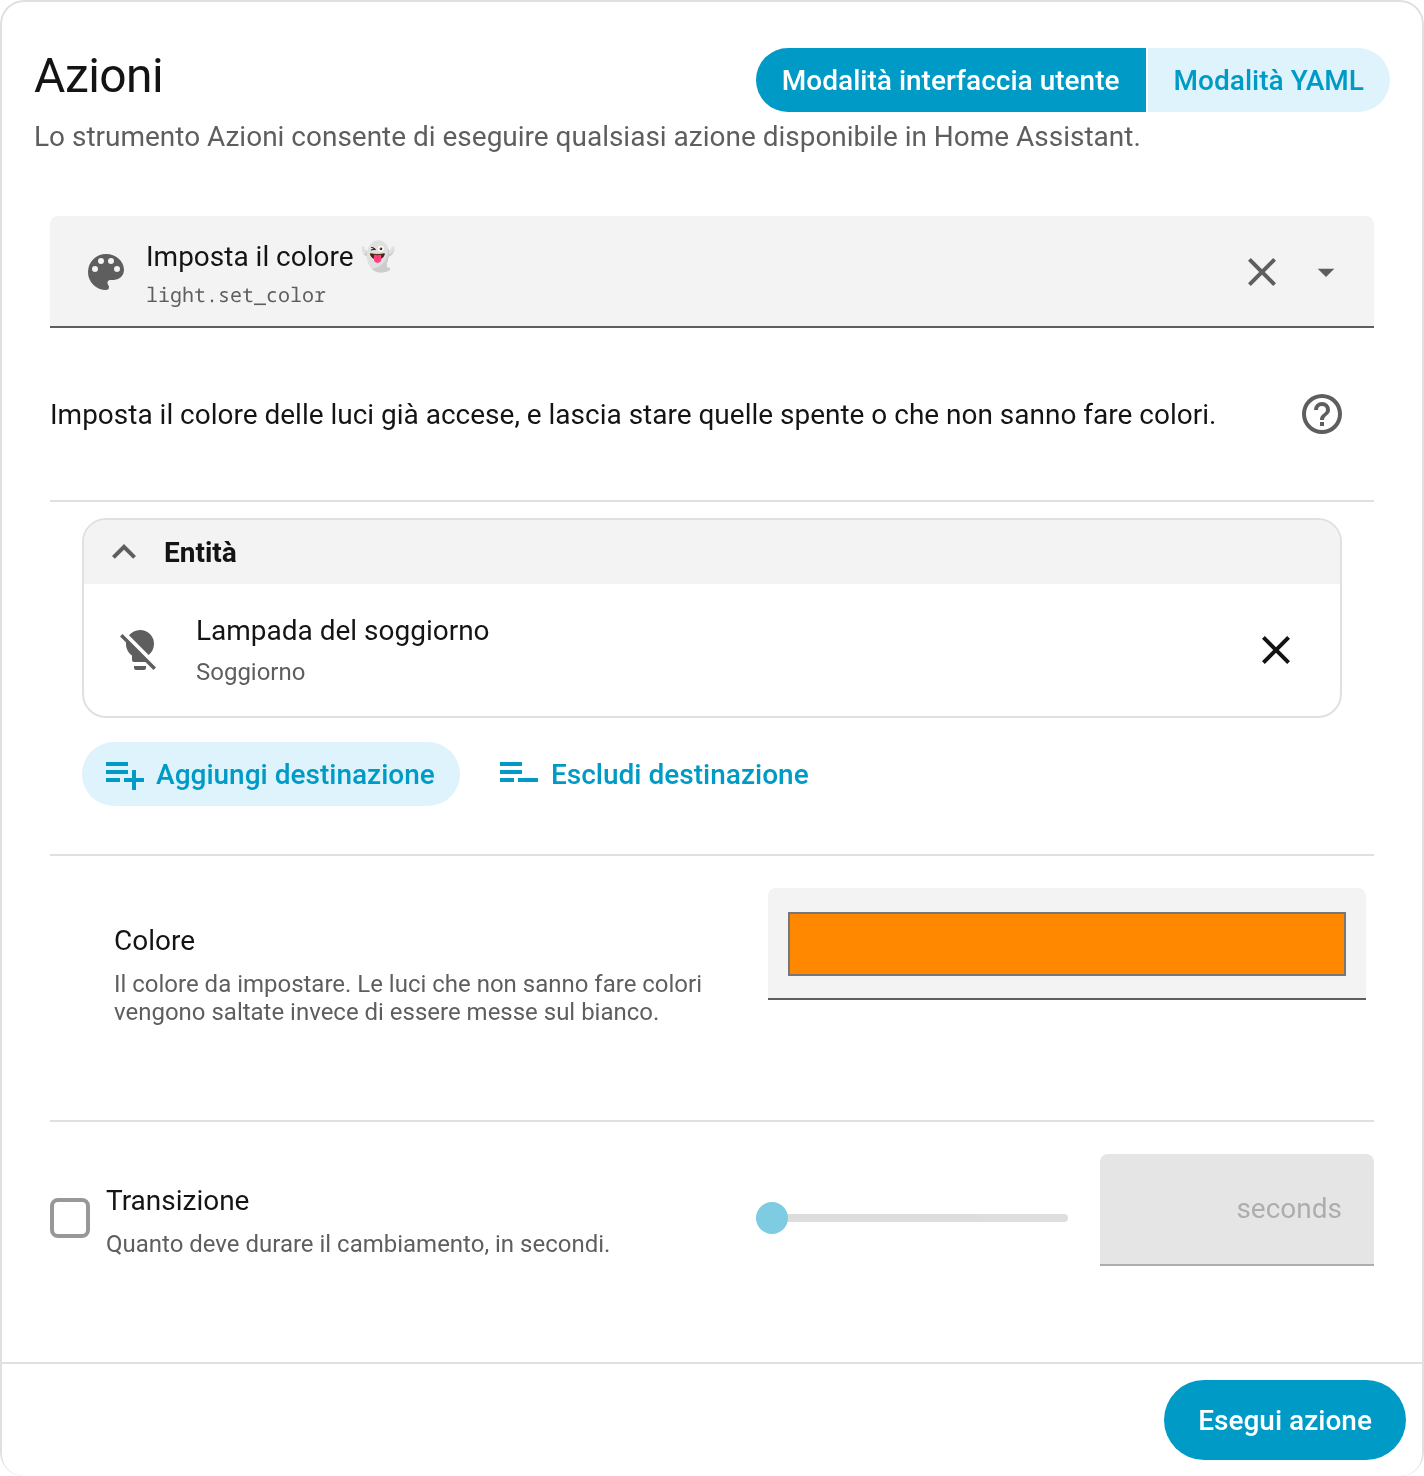 Azioni
Modalità interfaccia utente
Modalità YAML
Lo strumento Azioni consente di eseguire qualsiasi azione disponibile in Home Assistant.
Imposta il colore 👻
light.set_color
Imposta il colore delle luci già accese, e lascia stare quelle spente o che non sanno fare colori.
Entità
Lampada del soggiorno
Soggiorno
Aggiungi destinazione
Escludi destinazione
Colore
Il colore da impostare. Le luci che non sanno fare colori
vengono saltate invece di essere messe sul bianco.
Transizione
Quanto deve durare il cambiamento, in secondi.
seconds
Esegui azione